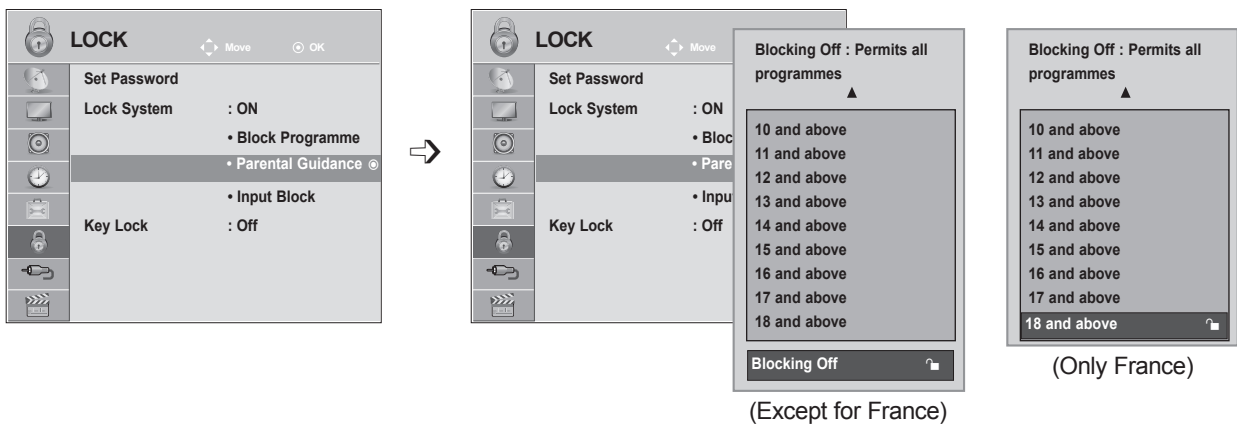 LOCK
Move
OK
Set Password
Lock System : ON
• Block Programme
• Parental Guidance
• Input Block
Key Lock : Off
LOCK
Move
Set Password
Lock System : ON
• Bloc
• Pare
• Inpu
Key Lock : Off
Blocking Off : Permits all
programmes
10 and above
11 and above
12 and above
13 and above
14 and above
15 and above
16 and above
17 and above
18 and above
Blocking Off
(Except for France)
Blocking Off : Permits all
programmes
10 and above
11 and above
12 and above
13 and above
14 and above
15 and above
16 and above
17 and above
18 and above
(Only France)